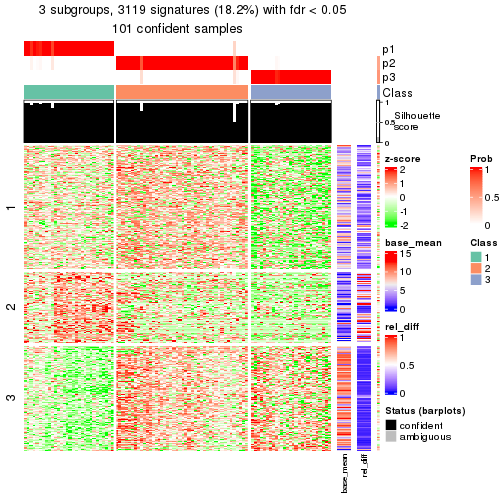 3 subgroups, 3119 signatures (18.2%) with fdr < 0.05
101 confident samples
p1
p2
p3
Class
1
0.5
0
Silhouette
score
1
2
3
base_mean
rel_diff
z-score
2
1
0
-1
-2
base_mean
15
10
5
0
rel_diff
1
0.5
0
Status (barplots)
confident
ambiguous
Prob
1
0.5
0
Class
1
2
3